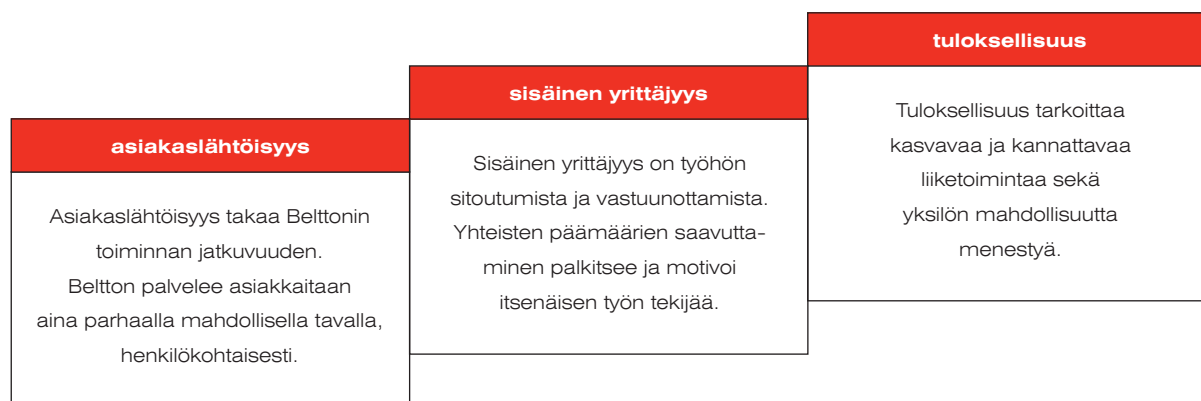 asiakaslähtöisyys
Asiakaslähtöisyys takaa Belttonin
toiminnan jatkuvuuden.
Beltton palvelee asiakkaitaan
aina parhaalla mahdollisella tavalla,
henkilökohtaisesti.
sisäinen yrittäjyys
Sisäinen yrittäjyys on työhön
sitoutumista ja vastuunottamista.
Yhteisten päämäärien saavutta-
minen palkitsee ja motivoi
itsenäisen työn tekijää.
tuloksellisuus
Tuloksellisuus tarkoittaa
kasvavaa ja kannattavaa
liiketoimintaa sekä
yksilön mahdollisuutta
menestyä.